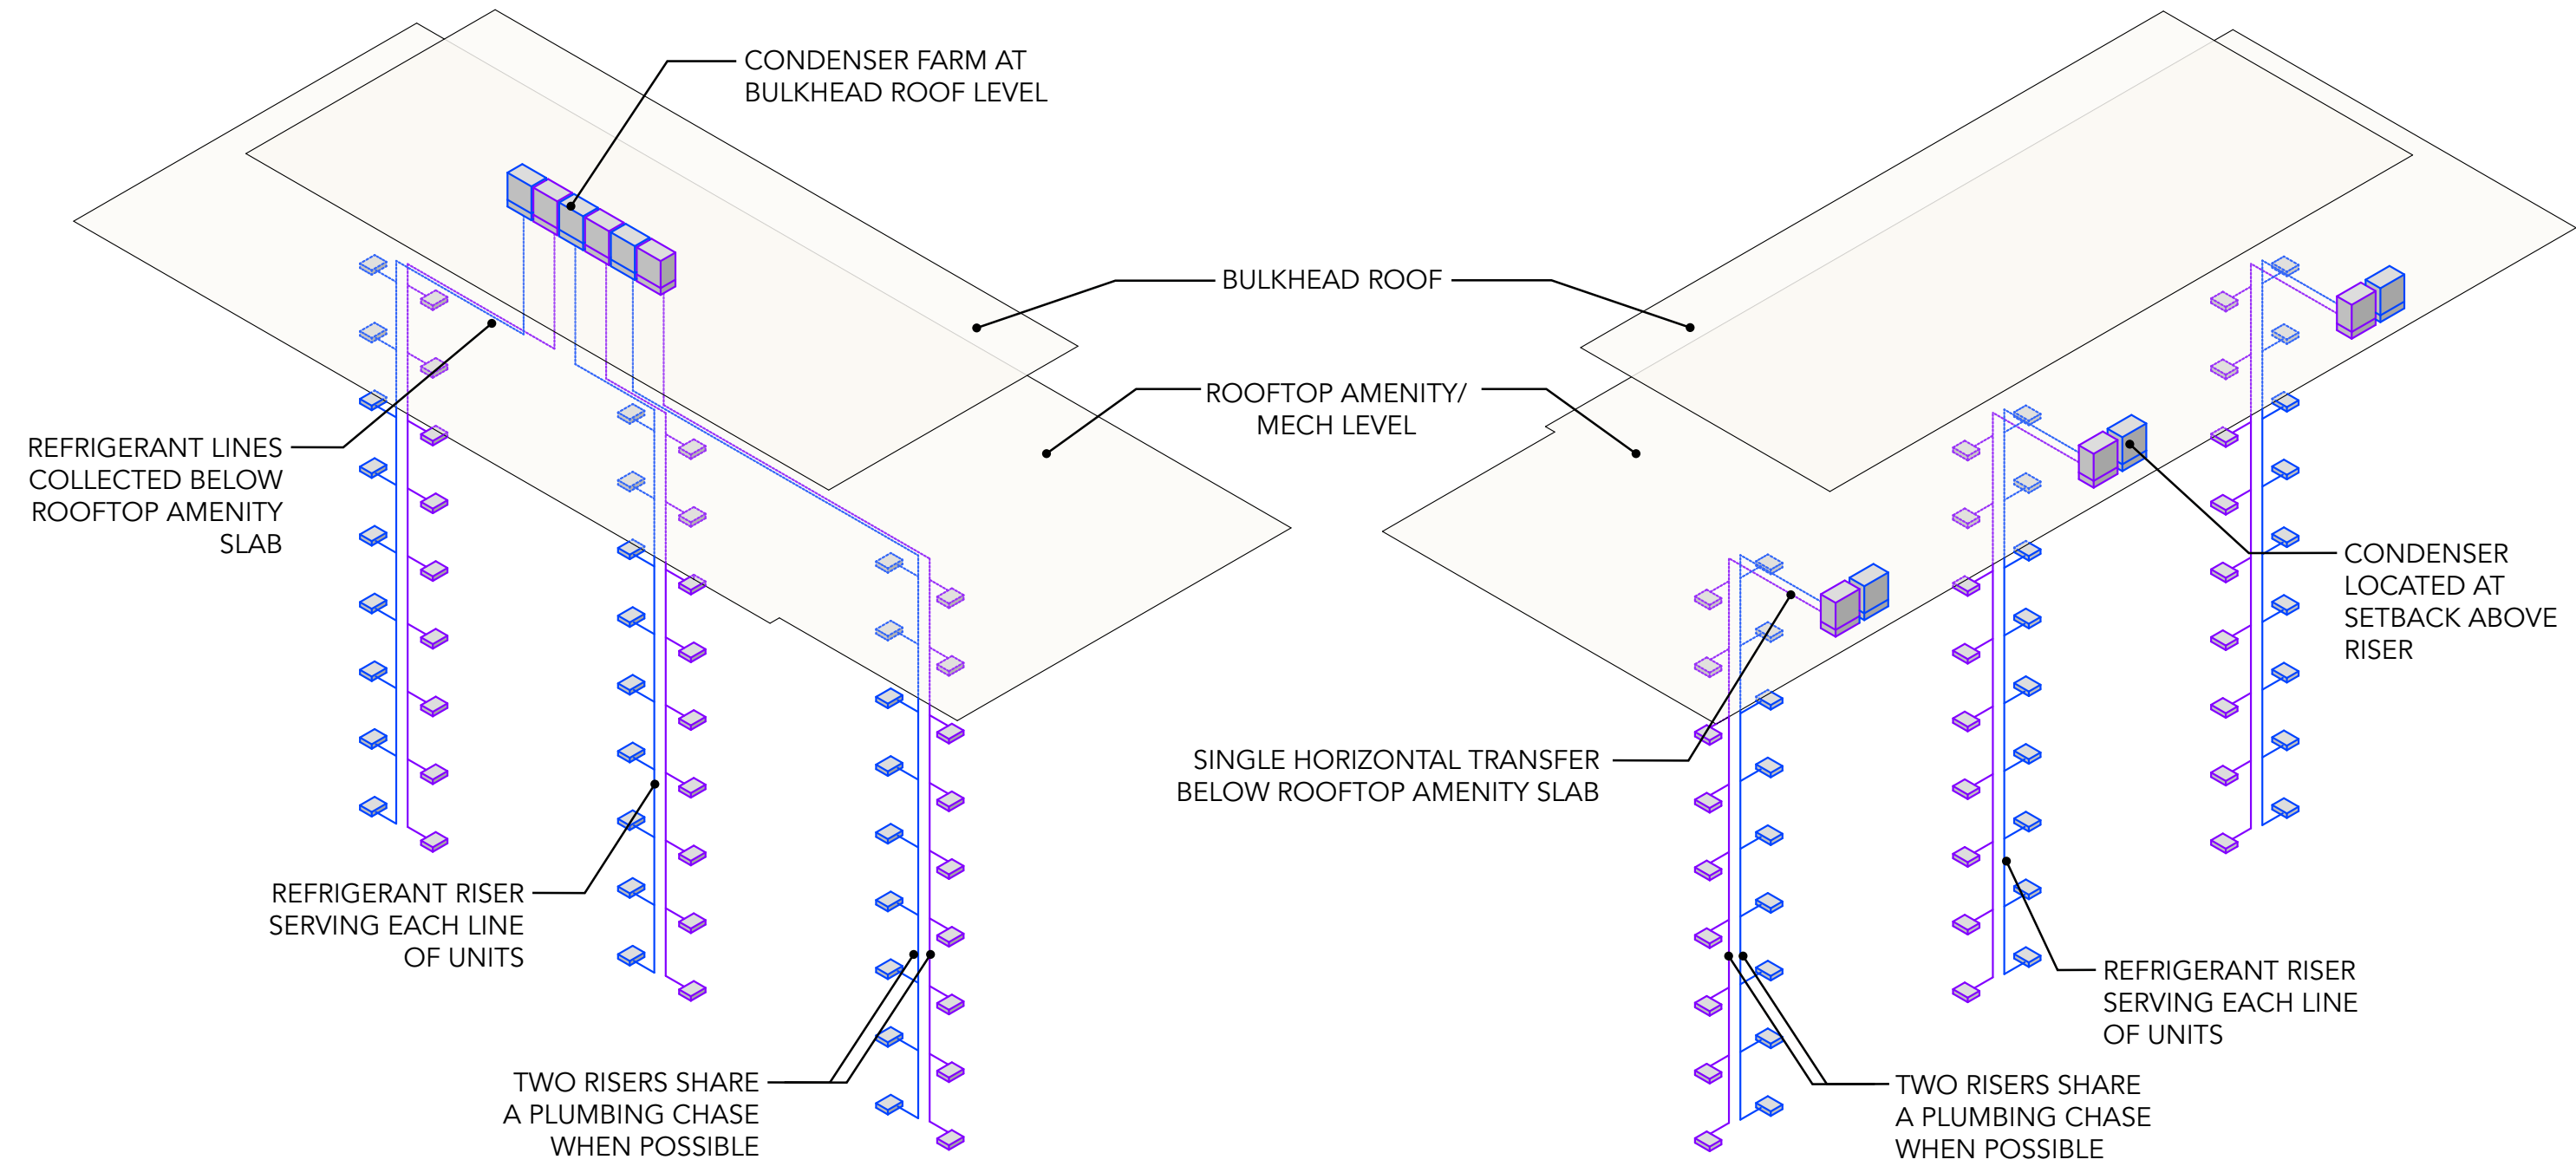 CONDENSER FARM AT
BULKHEAD ROOF LEVEL
BULKHEAD ROOF
ROOFTOP AMENITY/
MECH LEVEL
REFRIGERANT LINES
COLLECTED BELOW
ROOFTOP AMENITY
SLAB
CONDENSER
LOCATED AT
SETBACK ABOVE
RISER
SINGLE HORIZONTAL TRANSFER
BELOW ROOFTOP AMENITY SLAB
REFRIGERANT RISER
SERVING EACH LINE
OF UNITS
REFRIGERANT RISER
SERVING EACH LINE
OF UNITS
TWO RISERS SHARE
A PLUMBING CHASE
WHEN POSSIBLE
TWO RISERS SHARE
A PLUMBING CHASE
WHEN POSSIBLE